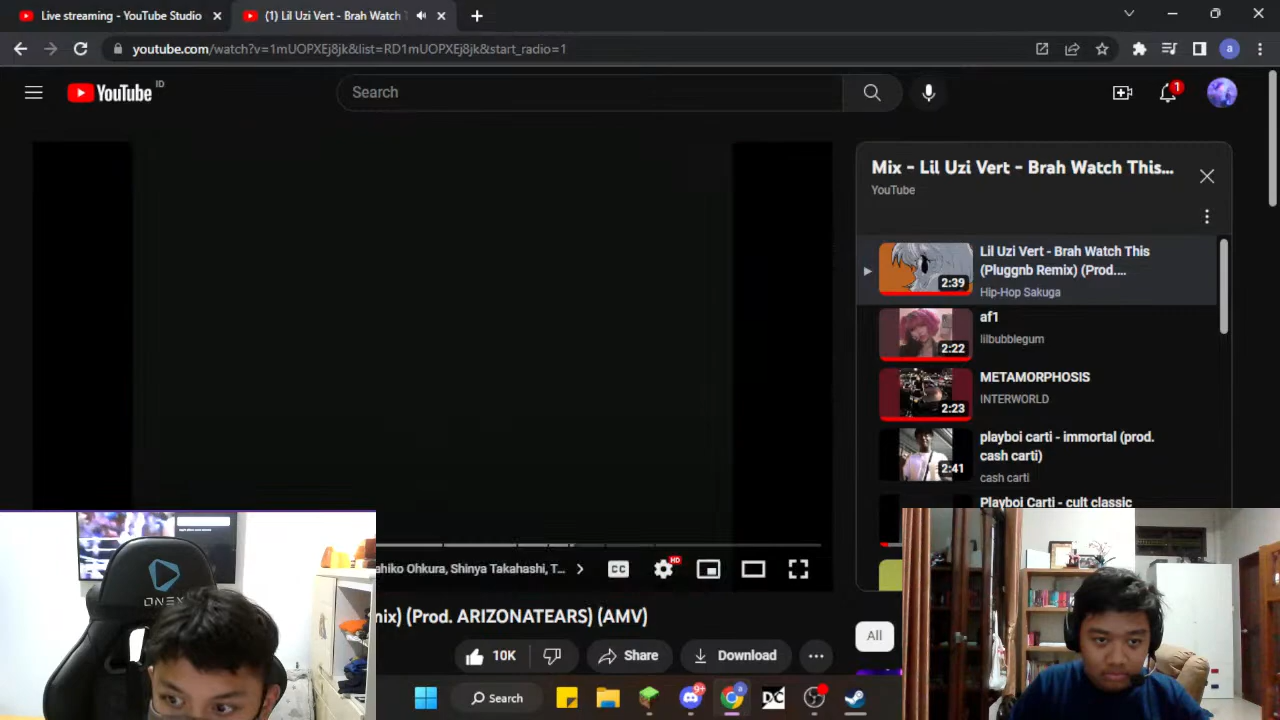 Live streaming - YouTube Studio
(1) Lil Uzi Vert - Brah Watch T
youtube.com/watch?v=1mUOPXEj8jk&list=RD1mUOPXEj8jk&start_radio=1
a
YouTube ID
Search
1
Mix - Lil Uzi Vert - Brah Watch This...
YouTube
Lil Uzi Vert - Brah Watch This
(Pluggnb Remix) (Prod....
2:39
Hip-Hop Sakuga
af1
lilbubblegum
2:22
METAMORPHOSIS
INTERWORLD
2:23
playboi carti - immortal (prod.
cash carti)
2:41
cash carti
Playboi Carti - cult classic
ahiko Ohkura, Shinya Takahashi, T...
CC
HD
mix) (Prod. ARIZONATEARS) (AMV)
All
10K
Share
Download
Search
9+
a
DC
ONEX